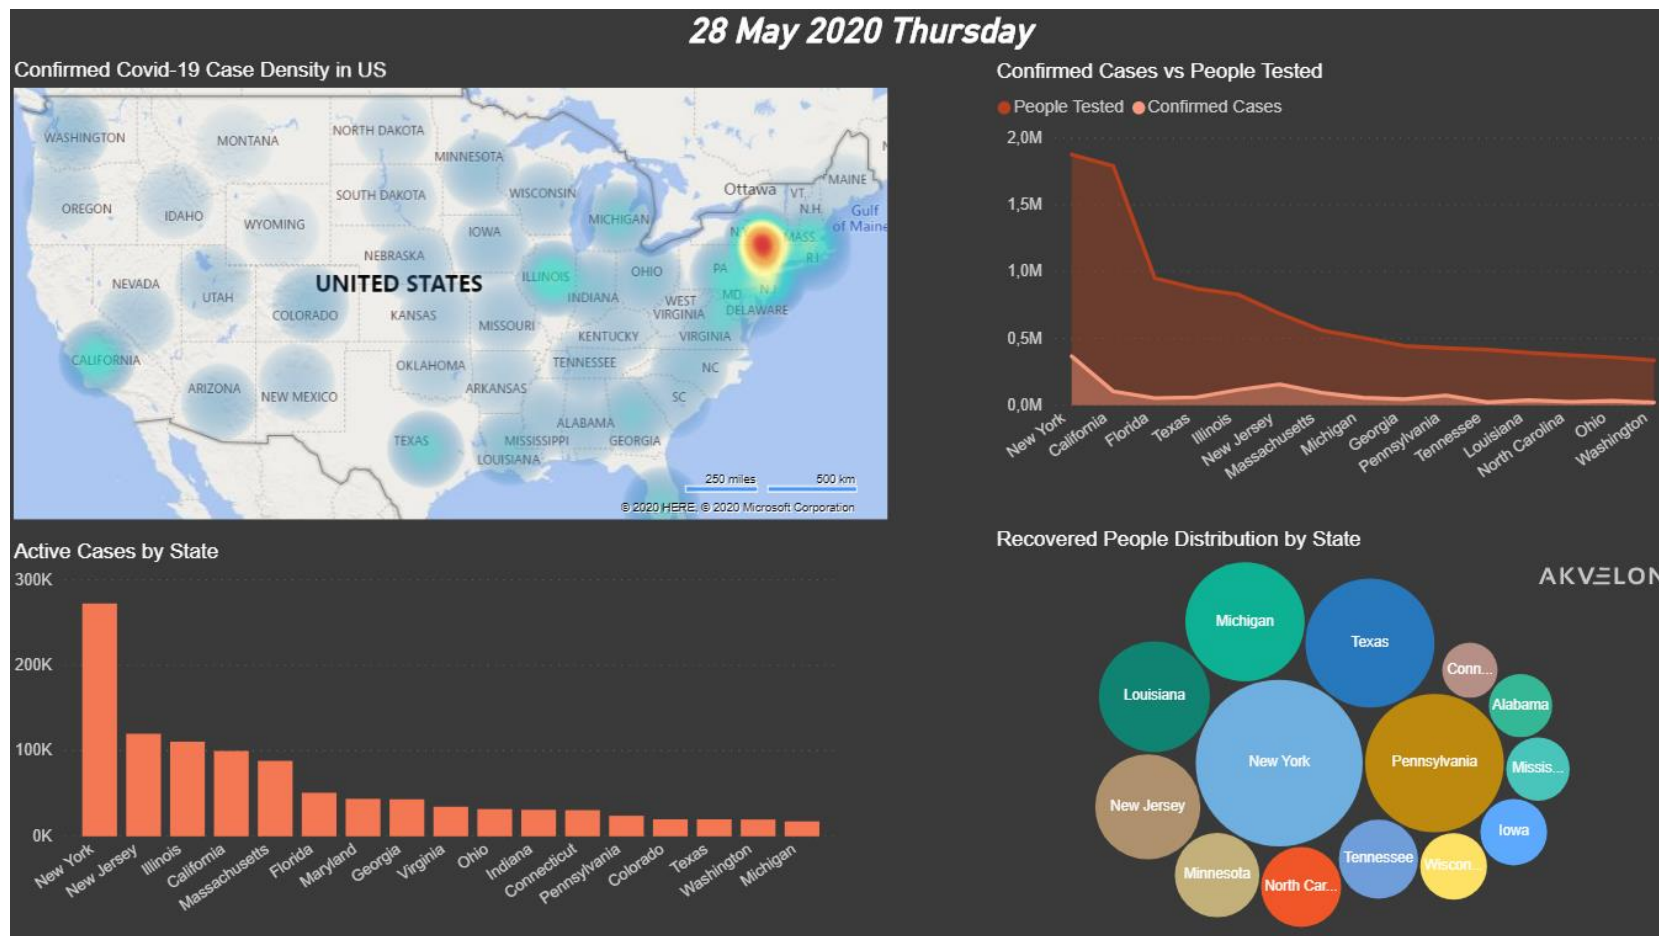 28 May 2020 Thursday
Confirmed Covid-19 Case Density in US
WASHINGTON
MONTANA
NORTH DAKOTA
MINNESOTA
OREGON
IDAHO
WYOMING
SOUTH DAKOTA
WISCONSIN
MICHIGAN
Ottawa
VT.
MAINE
N.H.
Gulf
of Maine
MASS.
R.I.
IOWA
NEBRASKA
NEVADA
UTAH
UNITED STATES
ILLINOIS
OHIO
PA
INDIANA
MD
N.J.
DELAWARE
WEST
VIRGINIA
COLORADO
KANSAS
MISSOURI
KENTUCKY
VIRGINIA
CALIFORNIA
OKLAHOMA
TENNESSEE
NC
ARIZONA
NEW MEXICO
ARKANSAS
SC
ALABAMA
TEXAS
MISSISSIPPI
GEORGIA
LOUISIANA
250 miles
500 km
© 2020 HERE, © 2020 Microsoft Corporation
Confirmed Cases vs People Tested
People Tested Confirmed Cases
2,0M
1,5M
1,0M
0,5M
0,0M
New York
California
Florida
Texas
Illinois
New Jersey
Massachusetts
Michigan
Georgia
Pennsylvania
Tennessee
Louisiana
North Carolina
Ohio
Washington
Active Cases by State
300K
200K
100K
0K
New York
New Jersey
Illinois
California
Massachusetts
Florida
Maryland
Georgia
Virginia
Ohio
Indiana
Connecticut
Pennsylvania
Colorado
Texas
Washington
Michigan
Recovered People Distribution by State
AKVELON
Michigan
Texas
Conn...
Louisiana
Alabama
New York
Pennsylvania
Missis...
New Jersey
Iowa
Tennessee
Wiscon...
Minnesota
North Car...